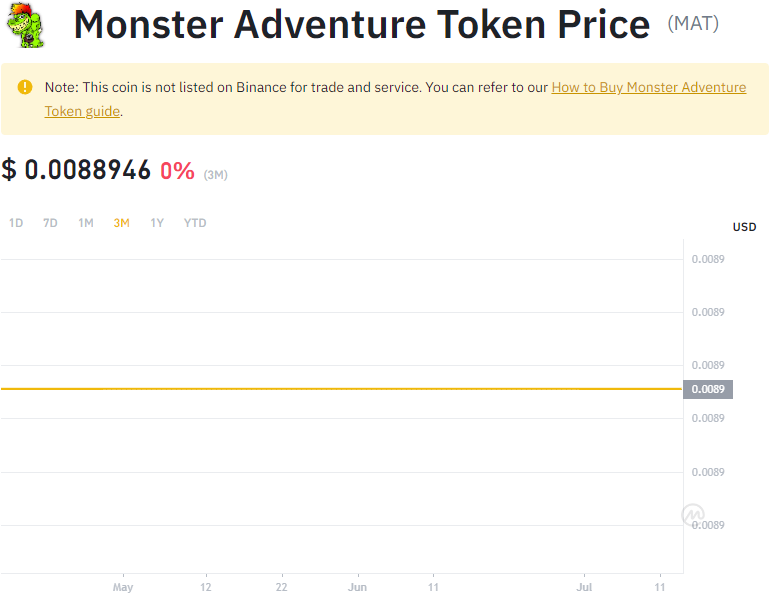 Monster Adventure Token Price (MAT)
Note: This coin is not listed on Binance for trade and service. You can refer to our How to Buy Monster Adventure
Token guide.
$ 0.0088946 0% (3M)
1D 7D 1M 3M 1Y YTD
USD
0.0089
0.0089
0.0089
0.0089
0.0089
0.0089
0.0089
May 12 22 Jun 11 Jul 11